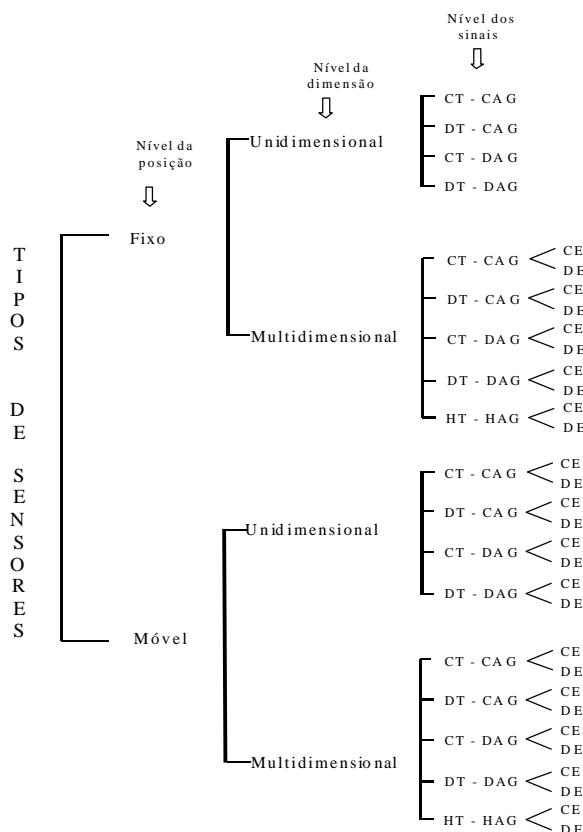 Nível dos
sinais
Nível da
dimensão
Nível da
posição
TIPOS DE SENSORES
Fixo
Unidimensional
CT - CAG
DT - CAG
CT - DAG
DT - DAG
Multidimensional
CT - CAG
CE
DE
DT - CAG
CE
DE
CT - DAG
CE
DE
DT - DAG
CE
DE
HT - HAG
CE
DE
Móvel
Unidimensional
CT - CAG
CE
DE
DT - CAG
CE
DE
CT - DAG
CE
DE
DT - DAG
CE
DE
Multidimensional
CT - CAG
CE
DE
DT - CAG
CE
DE
CT - DAG
CE
DE
DT - DAG
CE
DE
HT - HAG
CE
DE